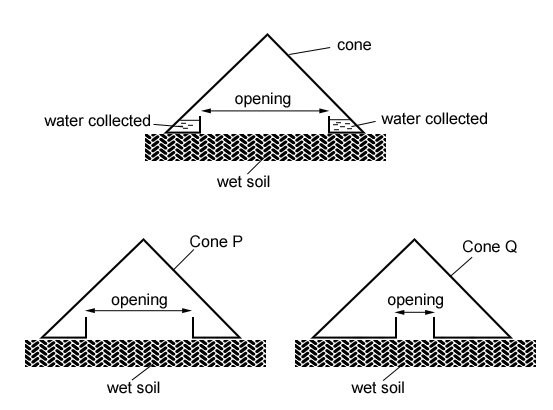 cone
opening
water collected
water collected
wet soil
Cone P
opening
wet soil
Cone Q
opening
wet soil